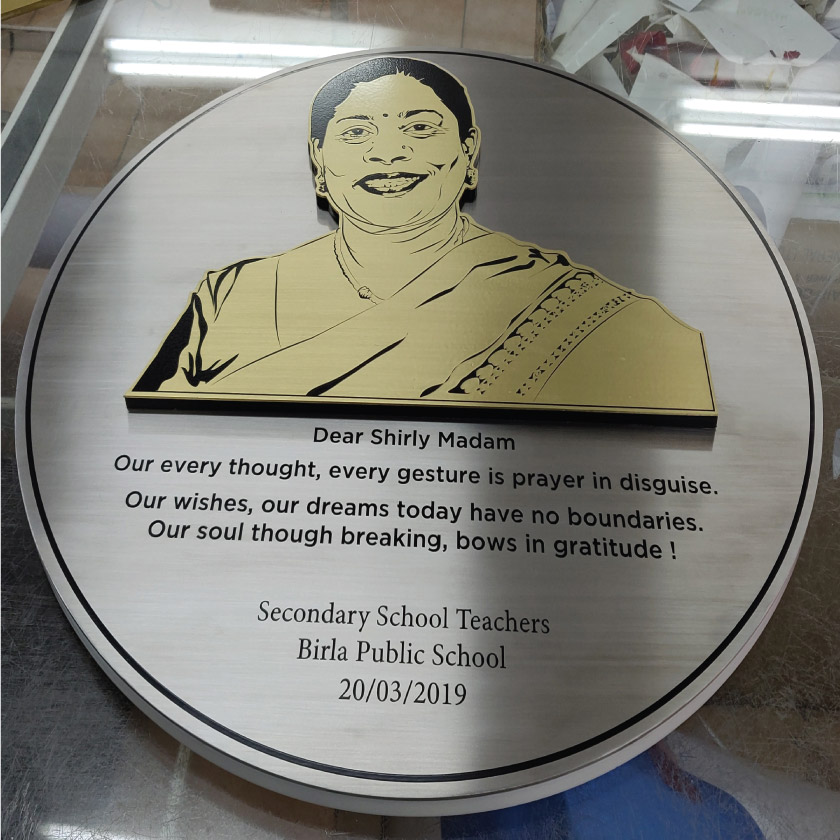 Dear Shirly Madam
Our every thought, every gesture is prayer in disguise.
Our wishes, our dreams today have no boundaries.
Our soul though breaking, bows in gratitude !
Secondary School Teachers
Birla Public School
20/03/2019